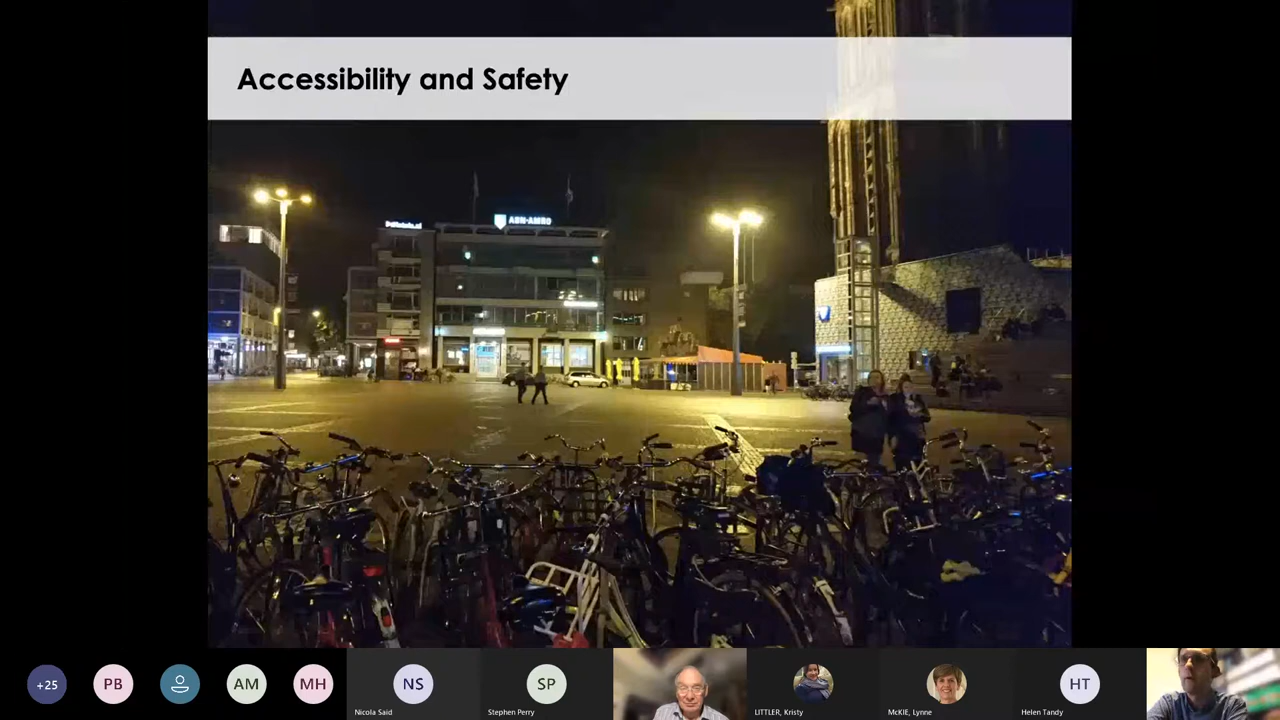 Accessibility and Safety
ABN·AMRO
+25
PB
AM
MH
NS
Nicola Said
SP
Stephen Perry
LITTLER, Kristy
McKIE, Lynne
HT
Helen Tandy